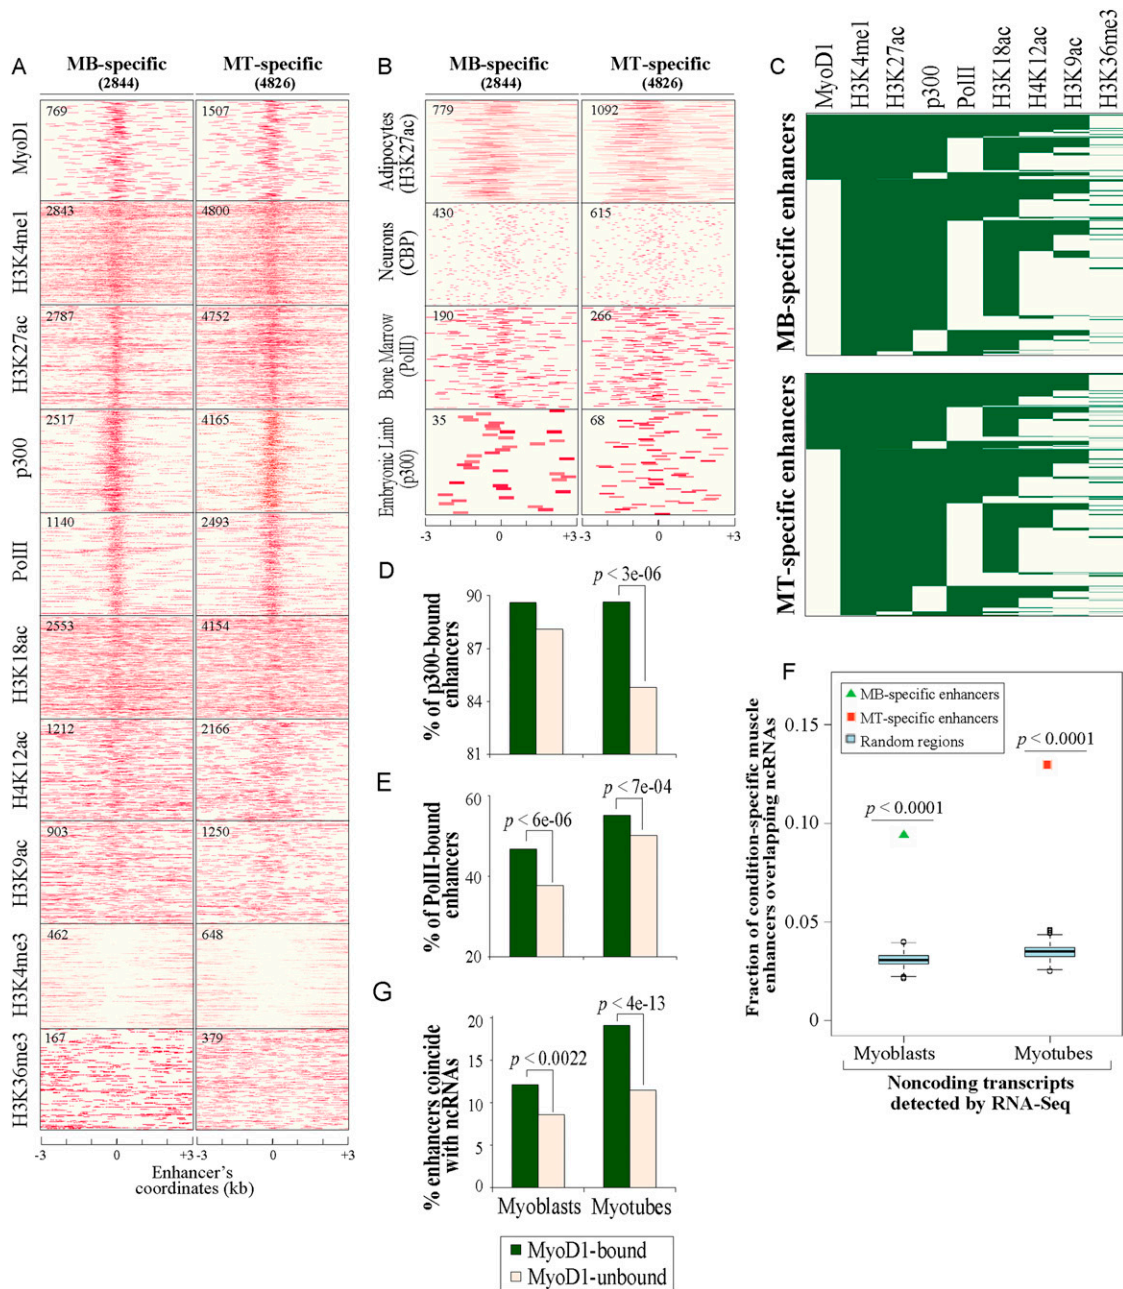 A
MB-specific
(2844)
MT-specific
(4826)
MyoD1
769
1507
H3K4me1
2843
4800
H3K27ac
2787
4752
p300
2517
4165
PolII
1140
2493
H3K18ac
2553
4154
H4K12ac
1212
2166
H3K9ac
903
1250
H3K4me3
462
648
H3K36me3
167
379
-3 0 +3
-3 0 +3
Enhancer's
coordinates (kb)
B
MB-specific
(2844)
MT-specific
(4826)
Adipocytes
(H3K27ac)
779
1092
Neurons
(CBP)
430
615
Bone Marrow
(PolII)
190
266
Embryonic Limb
(p300)
35
68
-3 0 +3
-3 0 +3
C
MyoD1
H3K4me1
H3K27ac
p300
PolII
H3K18ac
H4K12ac
H3K9ac
H3K36me3
MB-specific enhancers
MT-specific enhancers
D
% of p300-bound
enhancers
90
87
84
81
p < 3e-06
E
% of PolII-bound
enhancers
60
40
20
p < 6e-06
p < 7e-04
G
% enhancers coincide
with ncRNAs
20
15
10
5
0
p < 0.0022
p < 4e-13
Myoblasts
Myotubes
MyoD1-bound
MyoD1-unbound
F
Fraction of condition-specific muscle
enhancers overlapping ncRNAs
0.15
0.10
0.05
0
MB-specific enhancers
MT-specific enhancers
Random regions
p < 0.0001
p < 0.0001
Myoblasts
Myotubes
Noncoding transcripts
detected by RNA-Seq